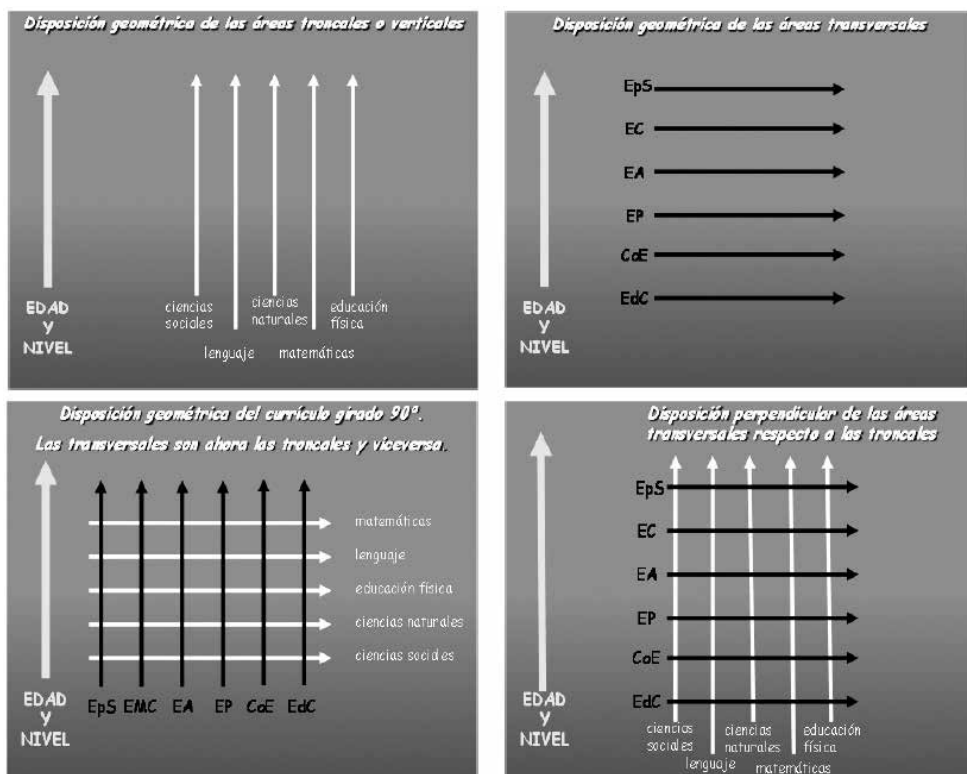 Disposición geométrica de las áreas troncales o verticales
EDAD
Y
NIVEL
ciencias
sociales
lenguaje
ciencias
naturales
matemáticas
educación
física
Disposición geométrica de las áreas transversales
EpS
EC
EA
EP
CoE
EdC
EDAD
Y
NIVEL
Disposición geométrica del currículo girado 90º.
Las transversales son ahora las troncales y viceversa.
matemáticas
lenguaje
educación física
ciencias naturales
ciencias sociales
EDAD
Y
NIVEL
EpS EMC EA EP CoE EdC
Disposición perpendicular de las áreas
transversales respecto a las troncales
EpS
EC
EA
EP
CoE
EdC
EDAD
Y
NIVEL
ciencias
sociales
lenguaje
ciencias
naturales
matemáticas
educación
física